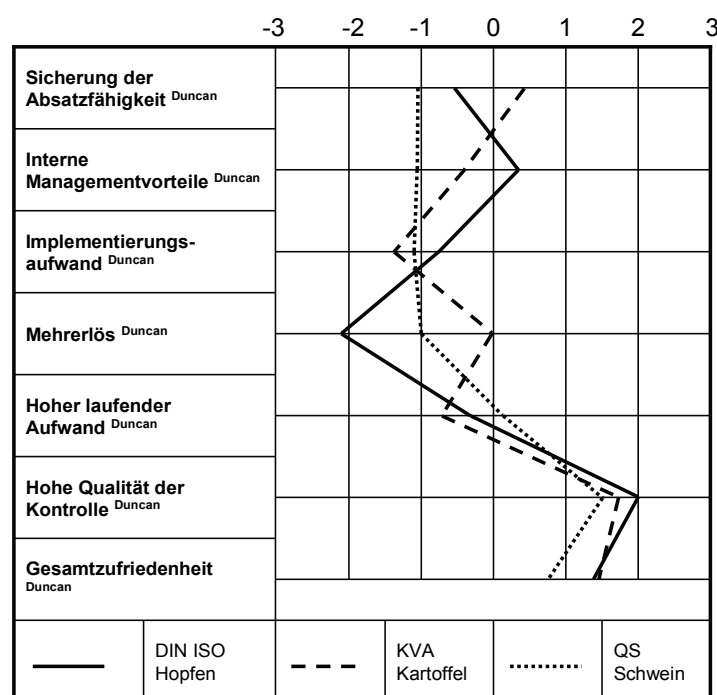 -3 -2 -1 0 1 2 3
Sicherung der
Absatzfähigkeit Duncan
Interne
Managementvorteile Duncan
Implementierungs-
aufwand Duncan
Mehrerlös Duncan
Hoher laufender
Aufwand Duncan
Hohe Qualität der
Kontrolle Duncan
Gesamtzufriedenheit
Duncan
DIN ISO
Hopfen
KVA
Kartoffel
QS
Schwein